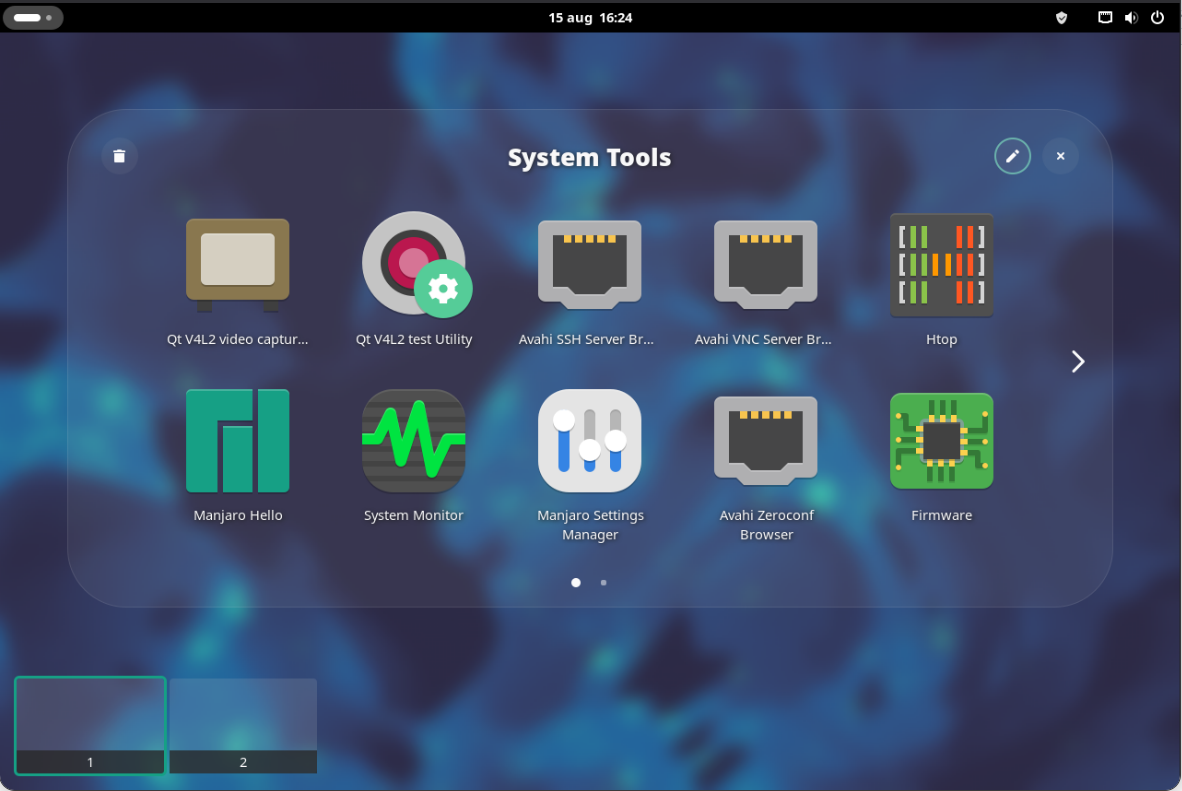 15 aug 16:24
System Tools
Qt V4L2 video captur...
Qt V4L2 test Utility
Avahi SSH Server Br...
Avahi VNC Server Br...
Htop
Manjaro Hello
System Monitor
Manjaro Settings
Manager
Avahi Zeroconf
Browser
Firmware
1
2